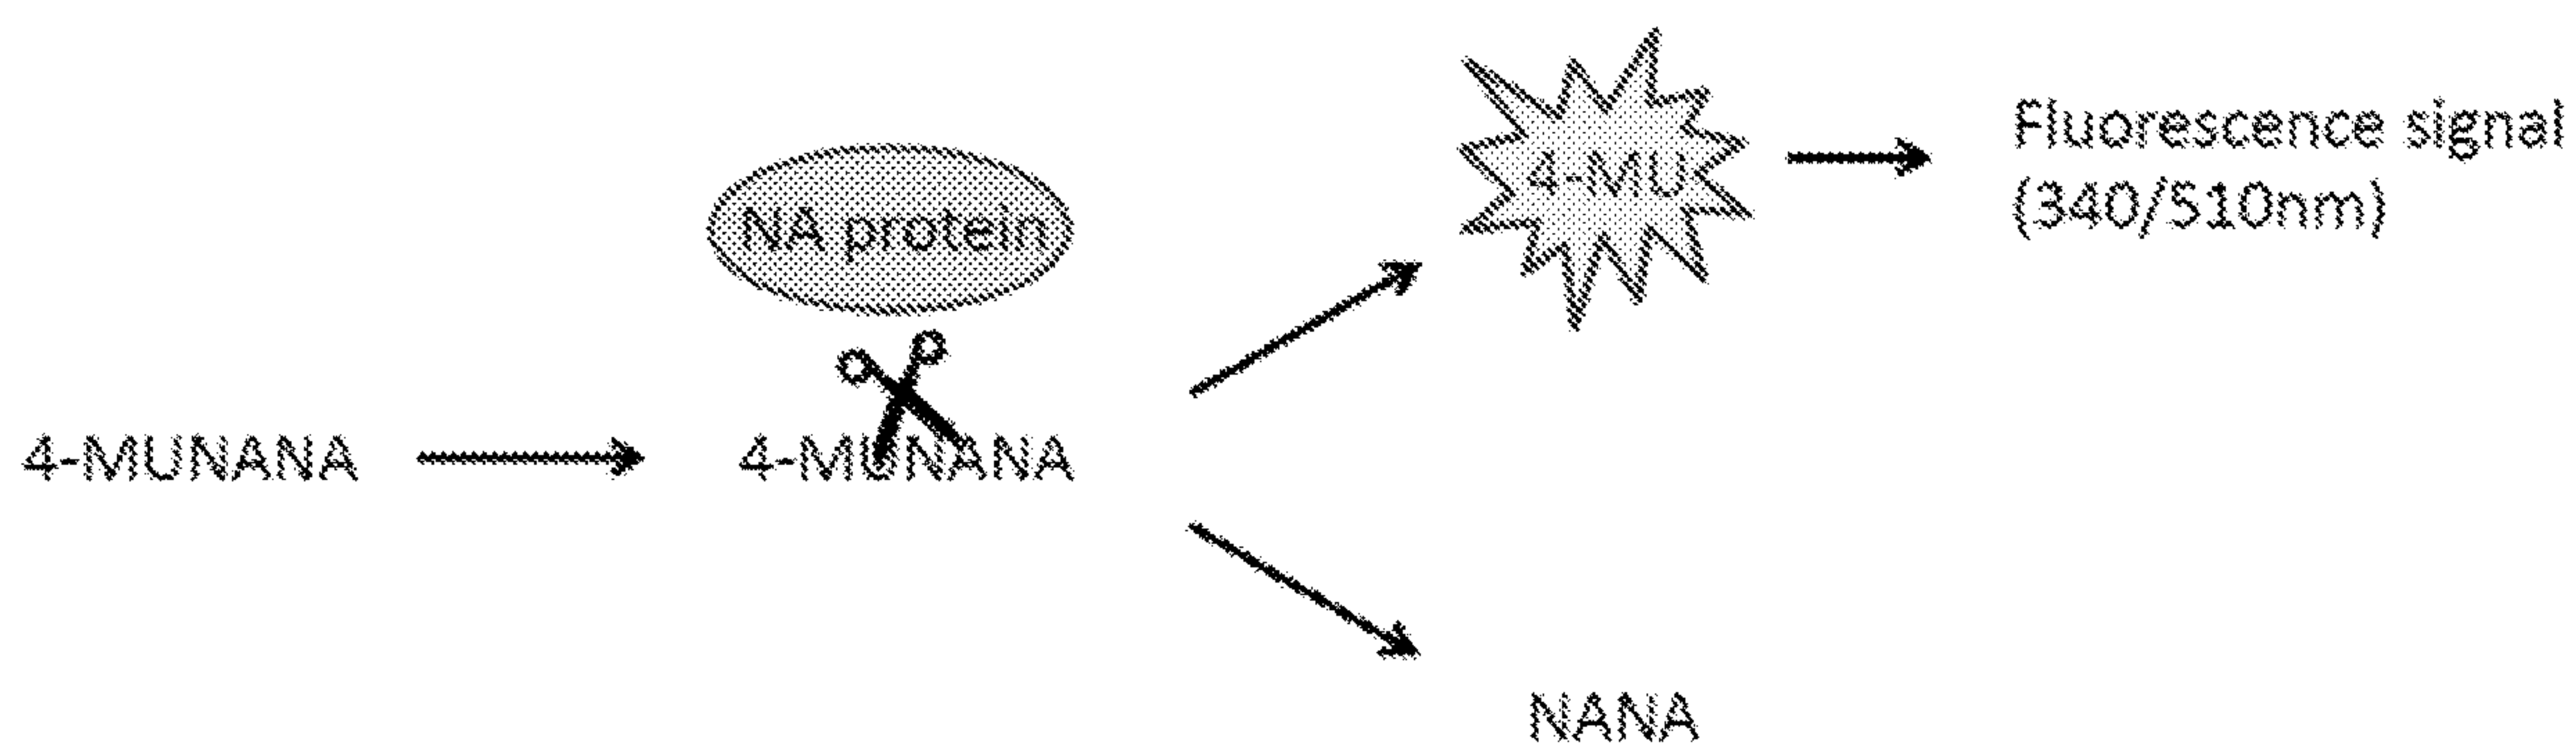 4-MUNANA
NA protein
4-MUNANA
4-MU
Fluorescence signal
(340/510nm)
NANA